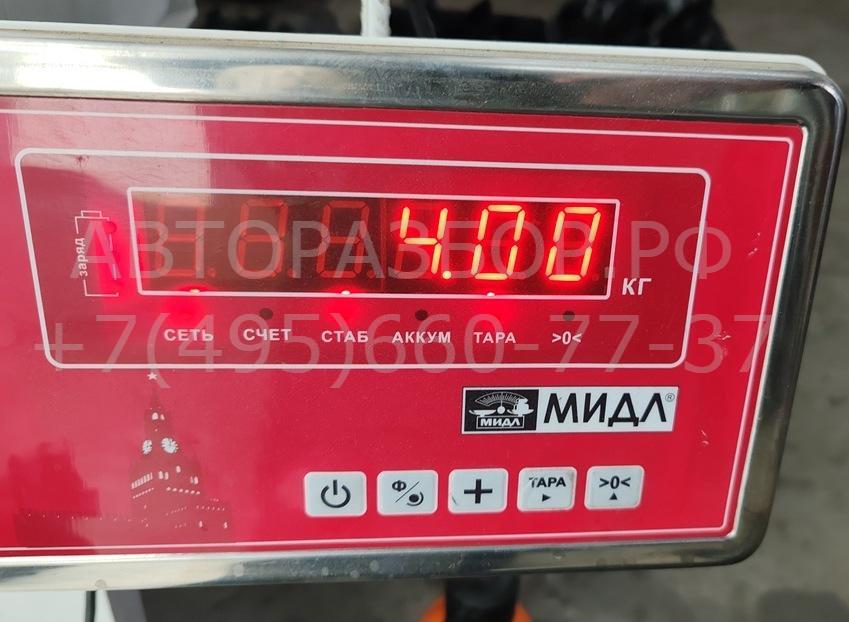 заряд
4.00
КГ
АВТОРАЗБОР.РФ
СЕТЬ СЧЕТ СТАБ АККУМ ТАРА >0<
+7(495)660-77-37
МИДЛ МИДЛ®
Ф + ТАРА >0<